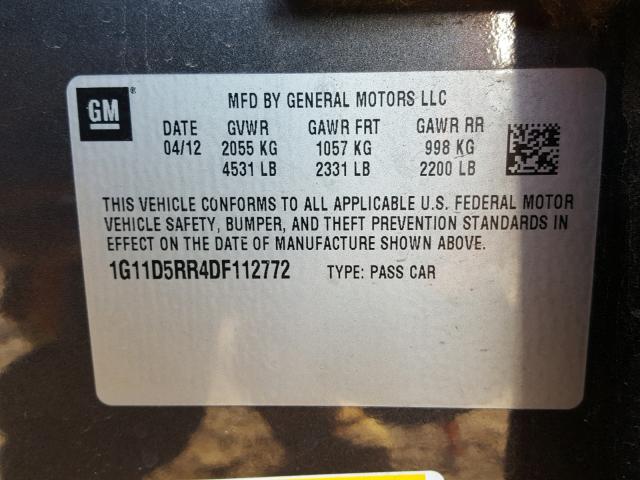 GM ®
MFD BY GENERAL MOTORS LLC
DATE GVWR GAWR FRT GAWR RR
04/12 2055 KG 1057 KG 998 KG
4531 LB 2331 LB 2200 LB
THIS VEHICLE CONFORMS TO ALL APPLICABLE U.S. FEDERAL MOTOR
VEHICLE SAFETY, BUMPER, AND THEFT PREVENTION STANDARDS IN
EFFECT ON THE DATE OF MANUFACTURE SHOWN ABOVE.
1G11D5RR4DF112772 TYPE: PASS CAR